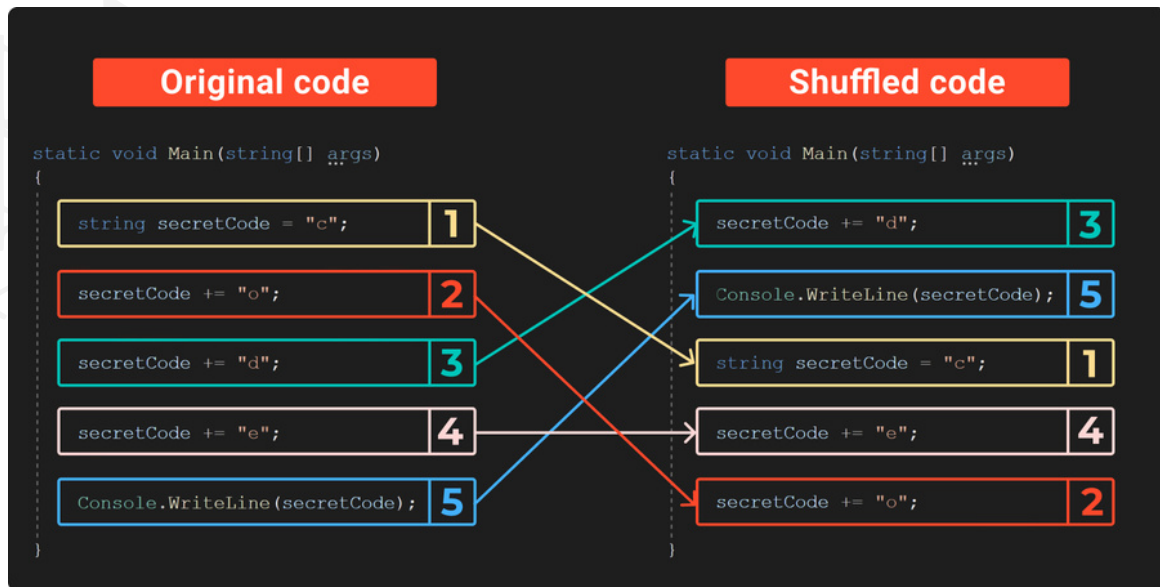 Original code
static void Main(string[] args)
{
string secretCode = "c"; 1
secretCode += "o"; 2
secretCode += "d"; 3
secretCode += "e"; 4
Console.WriteLine(secretCode); 5
}
Shuffled code
static void Main(string[] args)
{
secretCode += "d"; 3
Console.WriteLine(secretCode); 5
string secretCode = "c"; 1
secretCode += "e"; 4
secretCode += "o"; 2
}